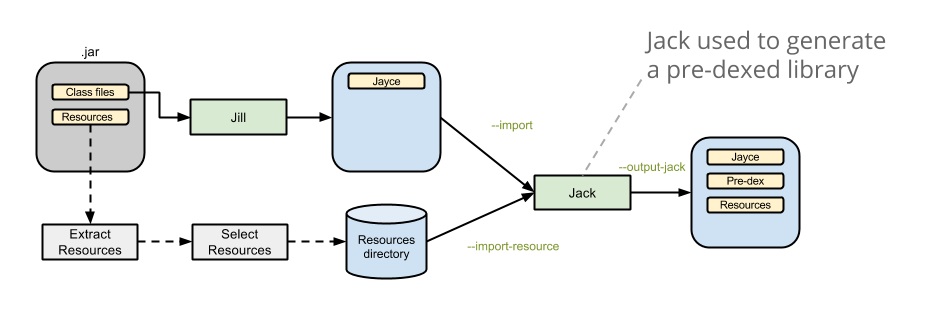 Jack used to generate
a pre-dexed library
.jar
Class files
Resources
Jill
Jayce
--import
--output-jack
Jack
Jayce
Pre-dex
Resources
Extract
Resources
Select
Resources
Resources
directory
--import-resource